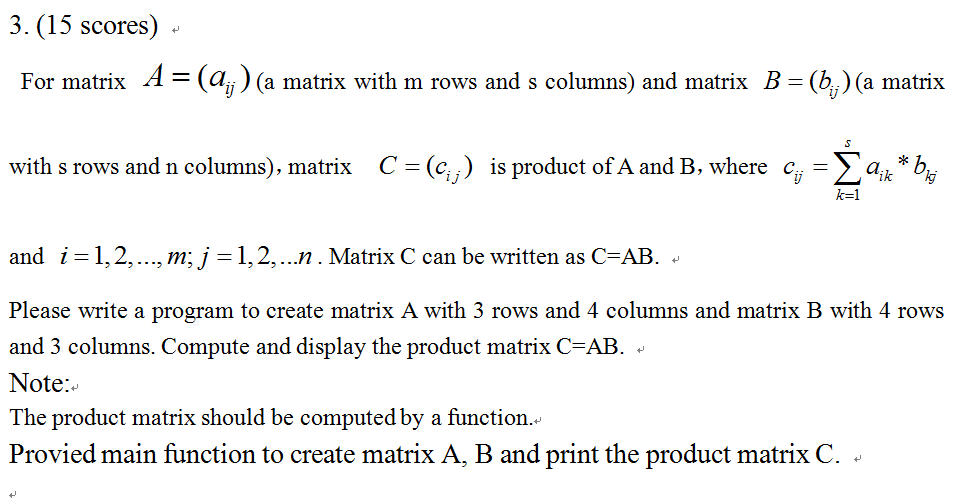 3. (15 scores) ↵
For matrix A = (a_{ij}) (a matrix with m rows and s columns) and matrix B = (b_{ij}) (a matrix
with s rows and n columns)，matrix C = (c_{ij}) is product of A and B，where c_{ij} = \sum_{k=1}^{s} a_{ik} * b_{kj}
and i = 1, 2, ..., m; j = 1, 2, ...n . Matrix C can be written as C=AB. ↵
Please write a program to create matrix A with 3 rows and 4 columns and matrix B with 4 rows
and 3 columns. Compute and display the product matrix C=AB. ↵
Note:↵
The product matrix should be computed by a function.↵
Provied main function to create matrix A, B and print the product matrix C. ↵
↵